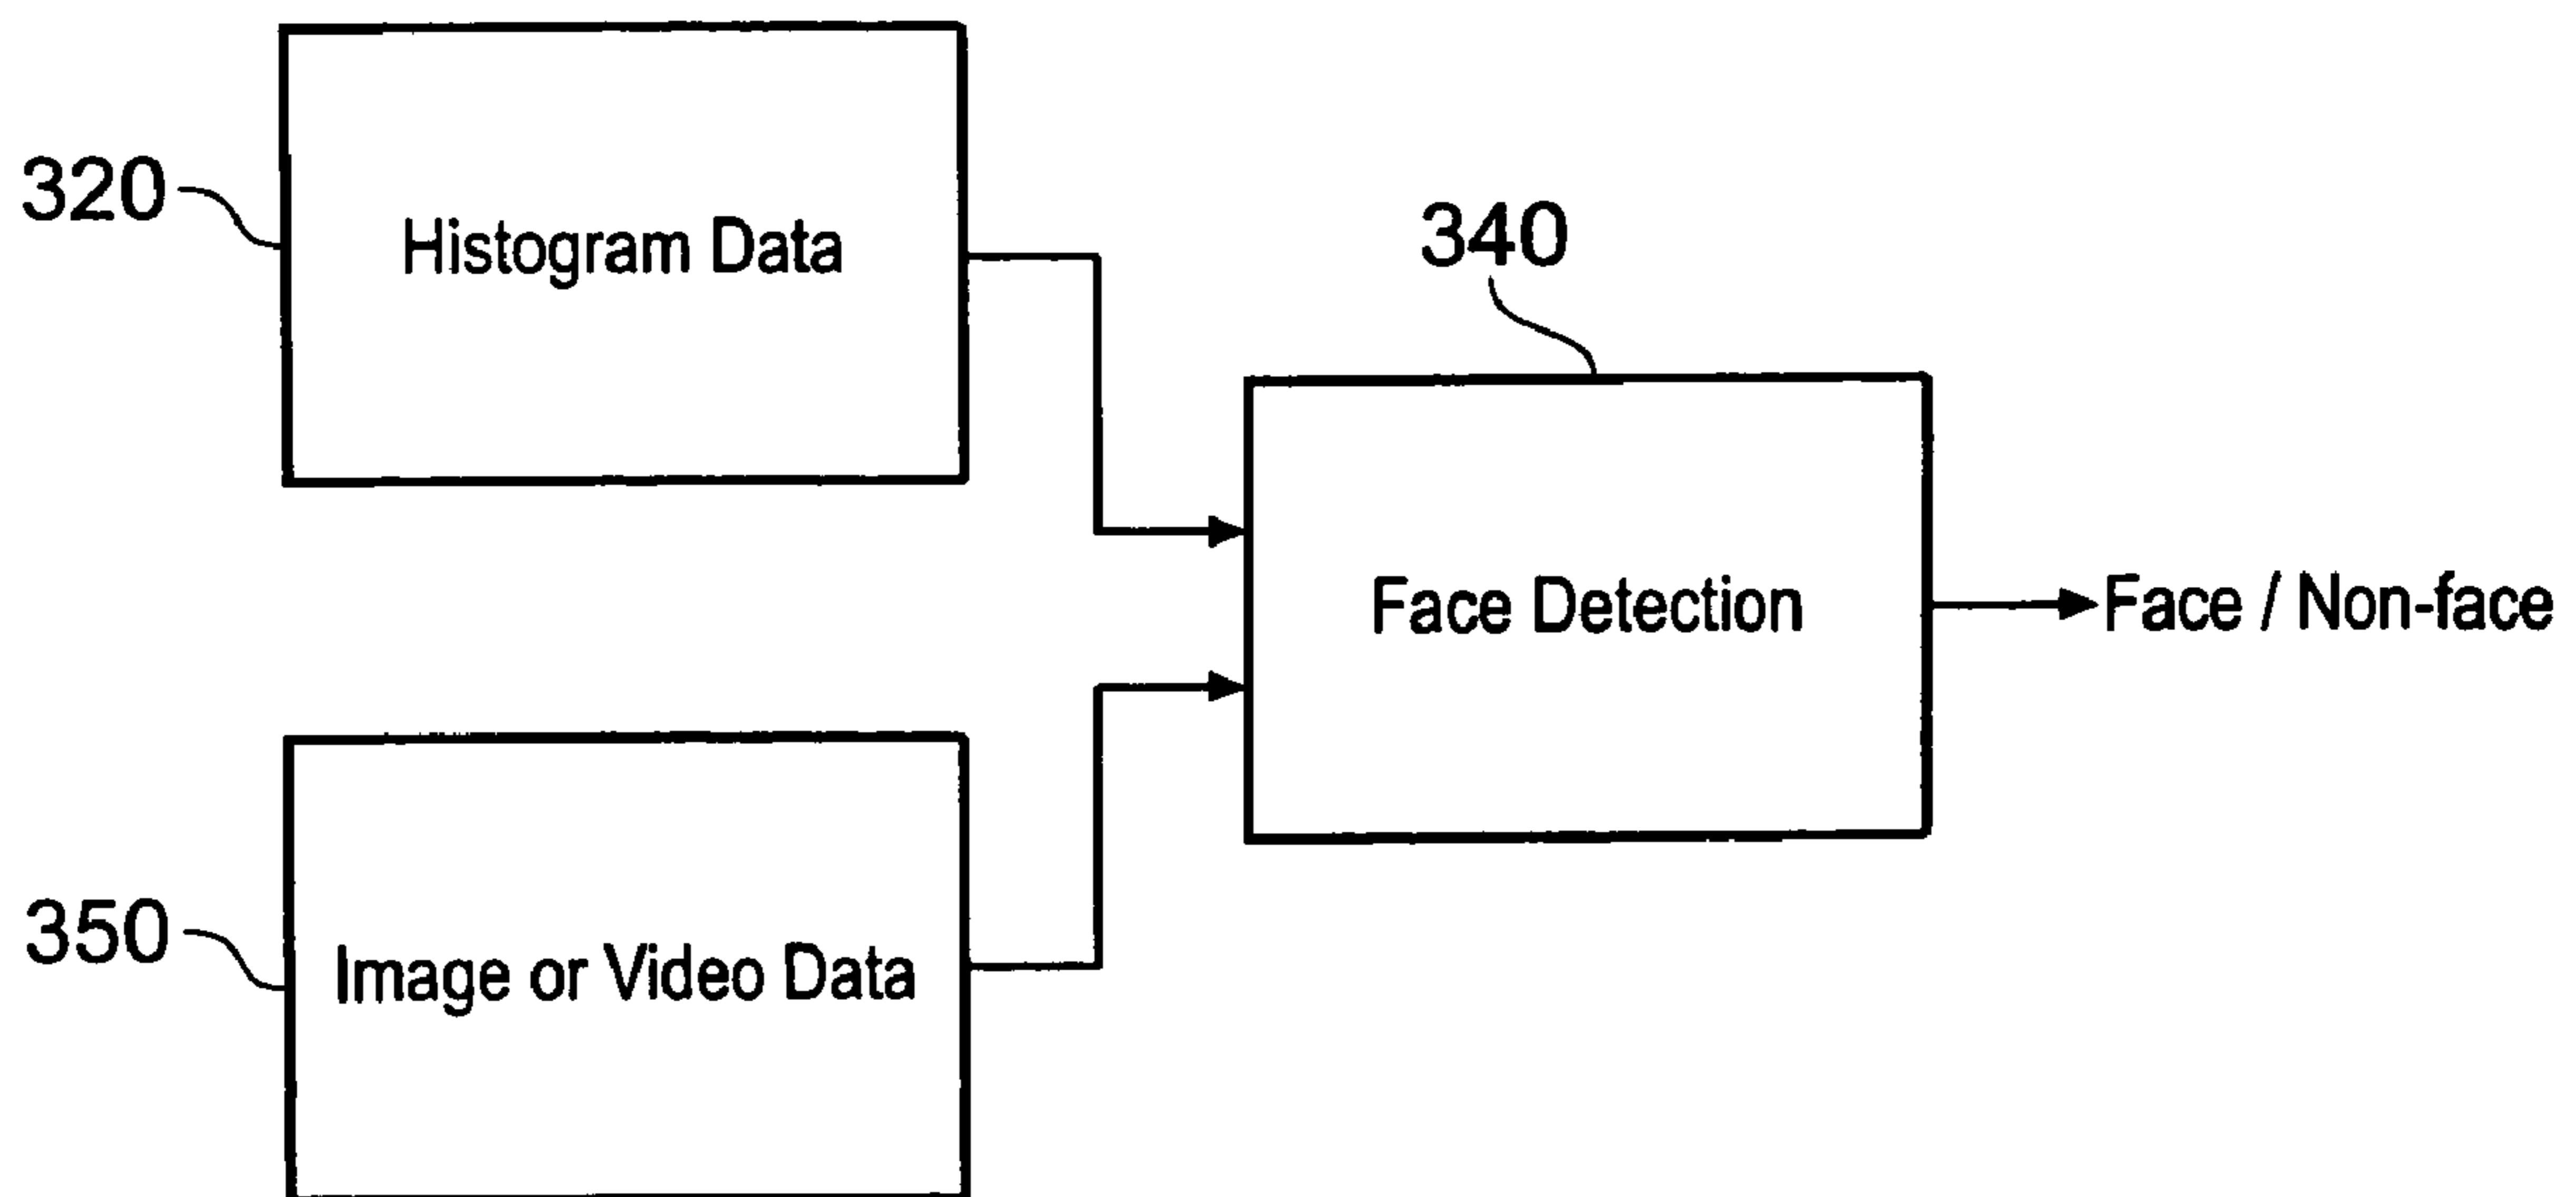 320
Histogram Data
340
Face Detection
Face / Non-face
350
Image or Video Data